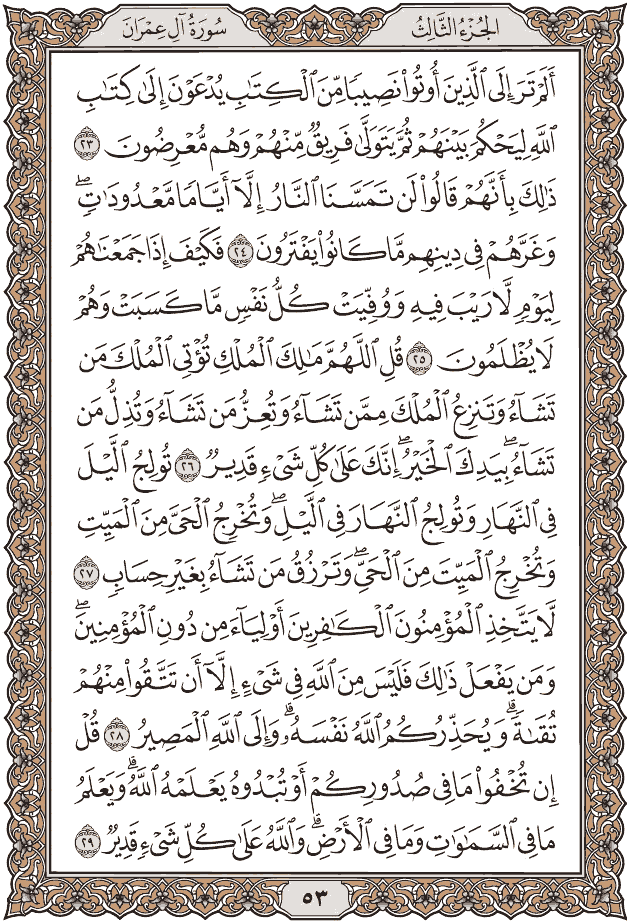 الجُزْءُ الثَّالِثُ
سُورَةُ آلِ عِمْرَانَ
أَلَمۡ تَرَ إِلَى ٱلَّذِينَ أُوتُواْ نَصِيبٗا مِّنَ ٱلۡكِتَٰبِ يُدۡعَوۡنَ إِلَىٰ كِتَٰبِ
ٱللَّهِ لِيَحۡكُمَ بَيۡنَهُمۡ ثُمَّ يَتَوَلَّىٰ فَرِيقٞ مِّنۡهُمۡ وَهُم مُّعۡرِضُونَ ٢٣
ذَٰلِكَ بِأَنَّهُمۡ قَالُواْ لَن تَمَسَّنَا ٱلنَّارُ إِلَّآ أَيَّامٗا مَّعۡدُودَٰتٖۖ
وَغَرَّهُمۡ فِي دِينِهِم مَّا كَانُواْ يَفۡتَرُونَ ٢٤ فَكَيۡفَ إِذَا جَمَعۡنَٰهُمۡ
لِيَوۡمٖ لَّا رَيۡبَ فِيهِ وَوُفِّيَتۡ كُلُّ نَفۡسٖ مَّا كَسَبَتۡ وَهُمۡ
لَا يُظۡلَمُونَ ٢٥ قُلِ ٱللَّهُمَّ مَٰلِكَ ٱلۡمُلۡكِ تُؤۡتِي ٱلۡمُلۡكَ مَن
تَشَآءُ وَتَنزِعُ ٱلۡمُلۡكَ مِمَّن تَشَآءُ وَتُعِزُّ مَن تَشَآءُ وَتُذِلُّ مَن
تَشَآءُۖ بِيَدِكَ ٱلۡخَيۡرُۖ إِنَّكَ عَلَىٰ كُلِّ شَيۡءٖ قَدِيرٞ ٢٦ تُولِجُ ٱلَّيۡلَ
فِي ٱلنَّهَارِ وَتُولِجُ ٱلنَّهَارَ فِي ٱلَّيۡلِۖ وَتُخۡرِجُ ٱلۡحَيَّ مِنَ ٱلۡمَيِّتِ
وَتُخۡرِجُ ٱلۡمَيِّتَ مِنَ ٱلۡحَيِّۖ وَتَرۡزُقُ مَن تَشَآءُ بِغَيۡرِ حِسَابٖ ٢٧
لَّا يَتَّخِذِ ٱلۡمُؤۡمِنُونَ ٱلۡكَٰفِرِينَ أَوۡلِيَآءَ مِن دُونِ ٱلۡمُؤۡمِنِينَۖ
وَمَن يَفۡعَلۡ ذَٰلِكَ فَلَيۡسَ مِنَ ٱللَّهِ فِي شَيۡءٍ إِلَّآ أَن تَتَّقُواْ مِنۡهُمۡ
تُقَىٰةٗۗ وَيُحَذِّرُكُمُ ٱللَّهُ نَفۡسَهُۥۗ وَإِلَى ٱللَّهِ ٱلۡمَصِيرُ ٢٨ قُلۡ
إِن تُخۡفُواْ مَا فِي صُدُورِكُمۡ أَوۡ تُبۡدُوهُ يَعۡلَمۡهُ ٱللَّهُۗ وَيَعۡلَمُ
مَا فِي ٱلسَّمَٰوَٰتِ وَمَا فِي ٱلۡأَرۡضِۗ وَٱللَّهُ عَلَىٰ كُلِّ شَيۡءٖ قَدِيرٞ ٢٩
٥٣